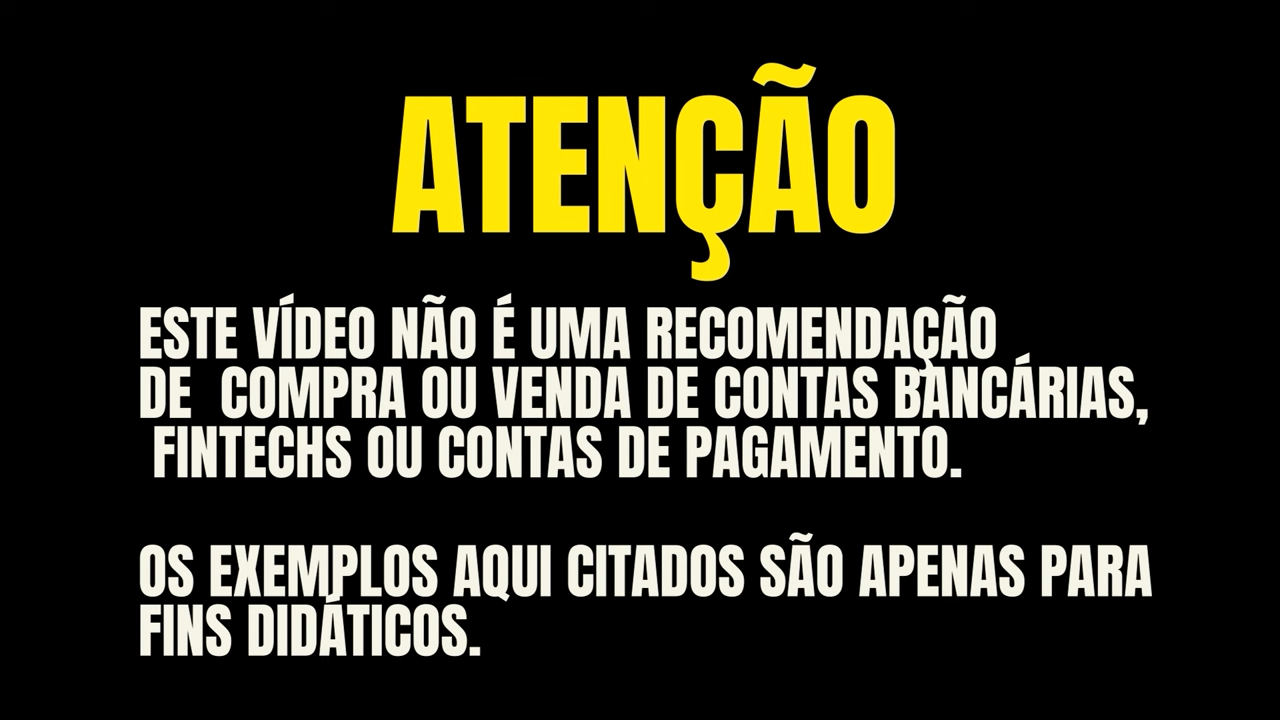 ATENÇÃO
ESTE VÍDEO NÃO É UMA RECOMENDAÇÃO
DE COMPRA OU VENDA DE CONTAS BANCÁRIAS,
FINTECHS OU CONTAS DE PAGAMENTO.
OS EXEMPLOS AQUI CITADOS SÃO APENAS PARA
FINS DIDÁTICOS.